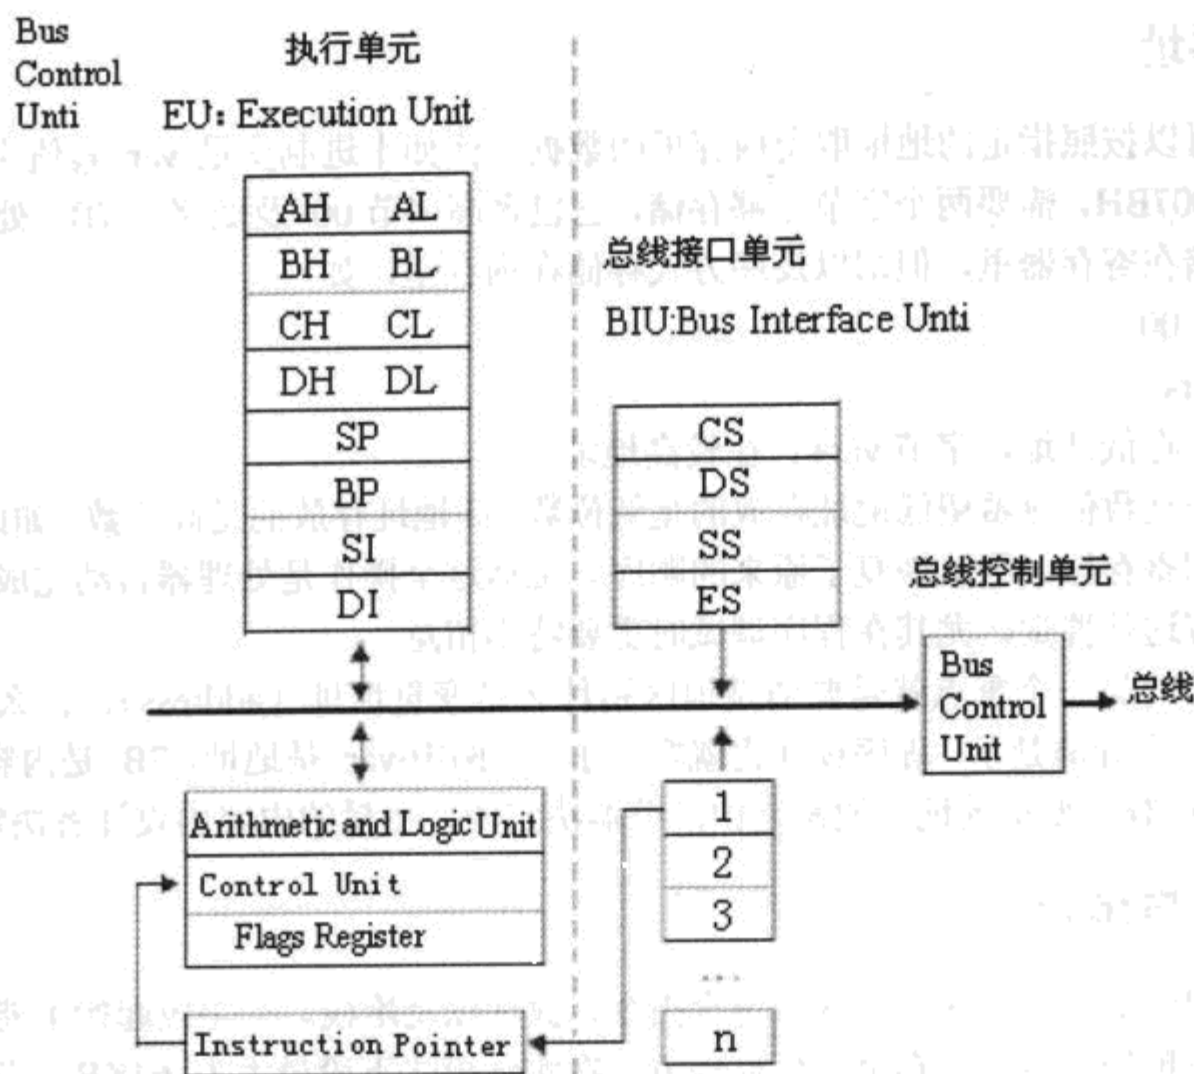 Bus
Control
Unti
执行单元
EU: Execution Unit
AH AL
BH BL
CH CL
DH DL
SP
BP
SI
DI
总线接口单元
BIU:Bus Interface Unti
CS
DS
SS
ES
总线控制单元
Bus
Control
Unit
总线
Arithmetic and Logic Unit
Control Unit
Flags Register
Instruction Pointer
1
2
3
...
n